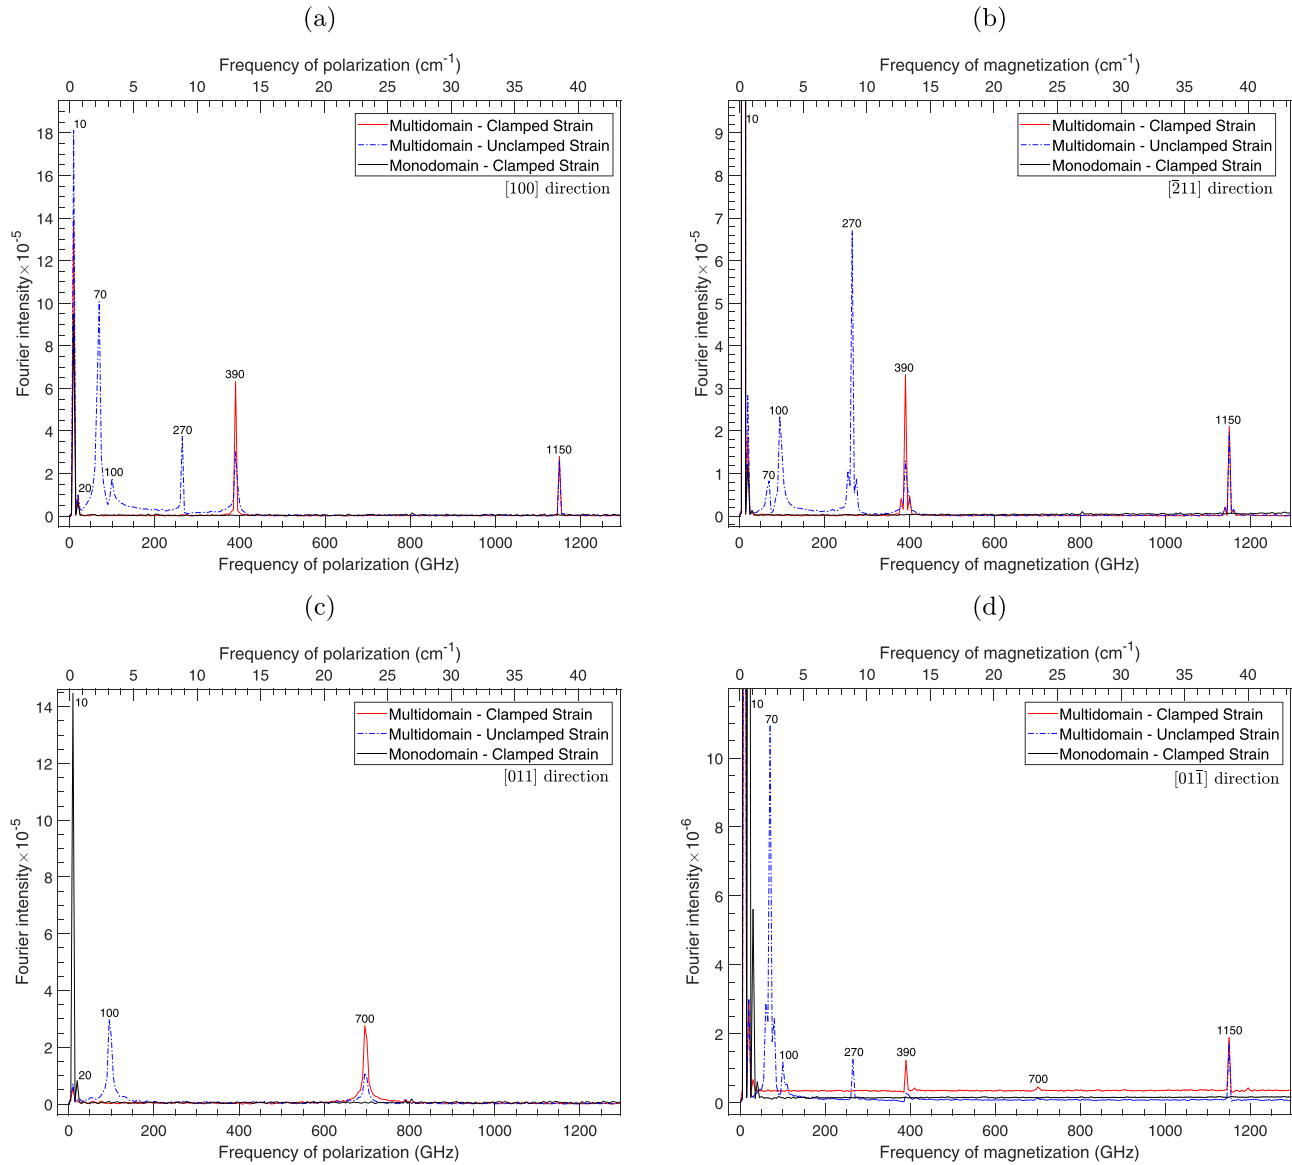 (a)
Frequency of polarization (cm-1)
0 5 10 15 20 25 30 35 40
18
16
14
12
10
8
6
4
2
0
Fourier intensity×10-5
Multidomain - Clamped Strain
Multidomain - Unclamped Strain
Monodomain - Clamped Strain
[100] direction
10
70
20
100
270
390
1150
0 200 400 600 800 1000 1200
Frequency of polarization (GHz)
(b)
Frequency of magnetization (cm-1)
0 5 10 15 20 25 30 35 40
9
8
7
6
5
4
3
2
1
0
Fourier intensity×10-5
Multidomain - Clamped Strain
Multidomain - Unclamped Strain
Monodomain - Clamped Strain
[2̅11] direction
10
70
100
270
390
1150
0 200 400 600 800 1000 1200
Frequency of magnetization (GHz)
(c)
Frequency of polarization (cm-1)
0 5 10 15 20 25 30 35 40
14
12
10
8
6
4
2
0
Fourier intensity×10-5
Multidomain - Clamped Strain
Multidomain - Unclamped Strain
Monodomain - Clamped Strain
[011] direction
10
20
100
700
0 200 400 600 800 1000 1200
Frequency of polarization (GHz)
(d)
Frequency of magnetization (cm-1)
0 5 10 15 20 25 30 35 40
10
8
6
4
2
0
Fourier intensity×10-6
Multidomain - Clamped Strain
Multidomain - Unclamped Strain
Monodomain - Clamped Strain
[011̅] direction
10
70
100
270
390
700
1150
0 200 400 600 800 1000 1200
Frequency of magnetization (GHz)